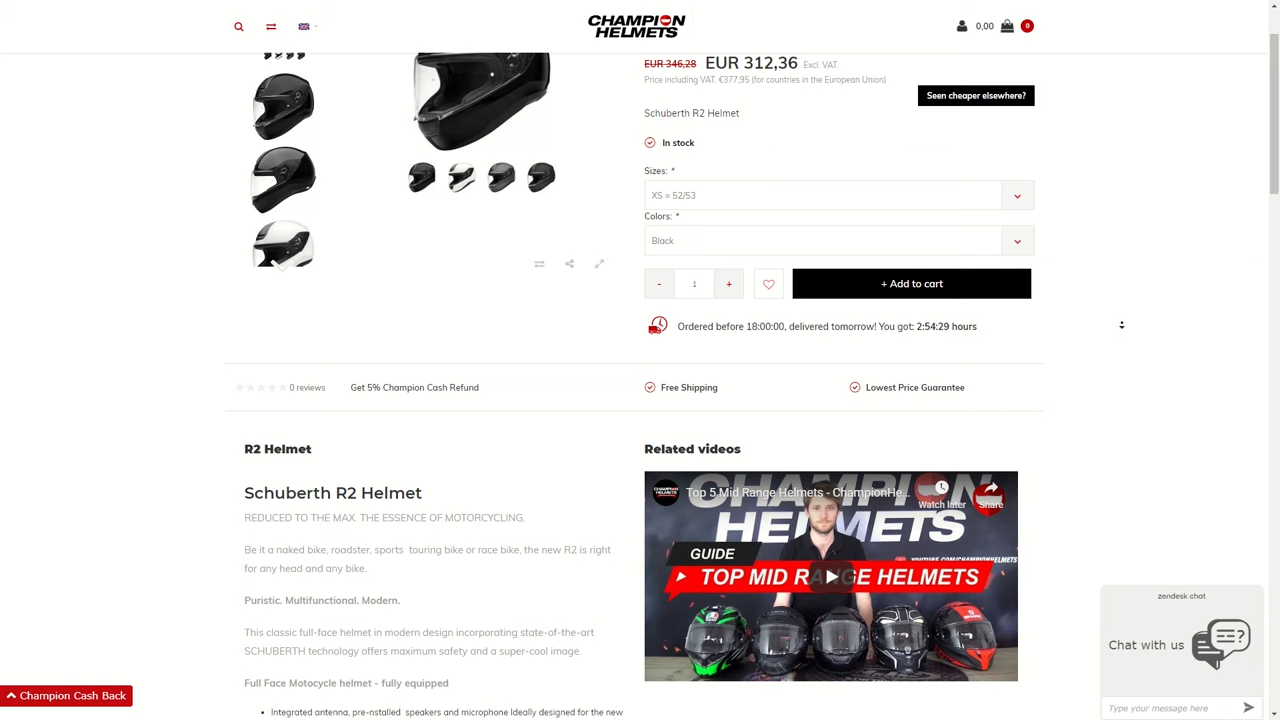 CHAMPION
HELMETS
0,00
0
EUR 346,28 EUR 312,36 Excl. VAT.
Price including VAT. €377,95 (for countries in the European Union)
Seen cheaper elsewhere?
Schuberth R2 Helmet
In stock
Sizes: *
XS = 52/53
Colors: *
Black
- 1 +
+ Add to cart
Ordered before 18:00:00, delivered tomorrow! You got: 2:54:29 hours
0 reviews
Get 5% Champion Cash Refund
Free Shipping
Lowest Price Guarantee
R2 Helmet
Schuberth R2 Helmet
REDUCED TO THE MAX. THE ESSENCE OF MOTORCYCLING.
Be it a naked bike, roadster, sports touring bike or race bike, the new R2 is right
for any head and any bike.
Puristic. Multifunctional. Modern.
This classic full-face helmet in modern design incorporating state-of-the-art
SCHUBERTH technology offers maximum safety and a super-cool image.
Full Face Motocycle helmet - fully equipped
• Integrated antenna, pre-nstalled speakers and microphone Ideally designed for the new
Related videos
CHAMPION
HELMETS
Top 5 Mid Range Helmets - ChampionHe...
Watch later
Share
GUIDE
YOUTUBE.COM/CHAMPIONHELMETS
TOP MID RANGE HELMETS
zendesk chat
Chat with us
Type your message here
Champion Cash Back